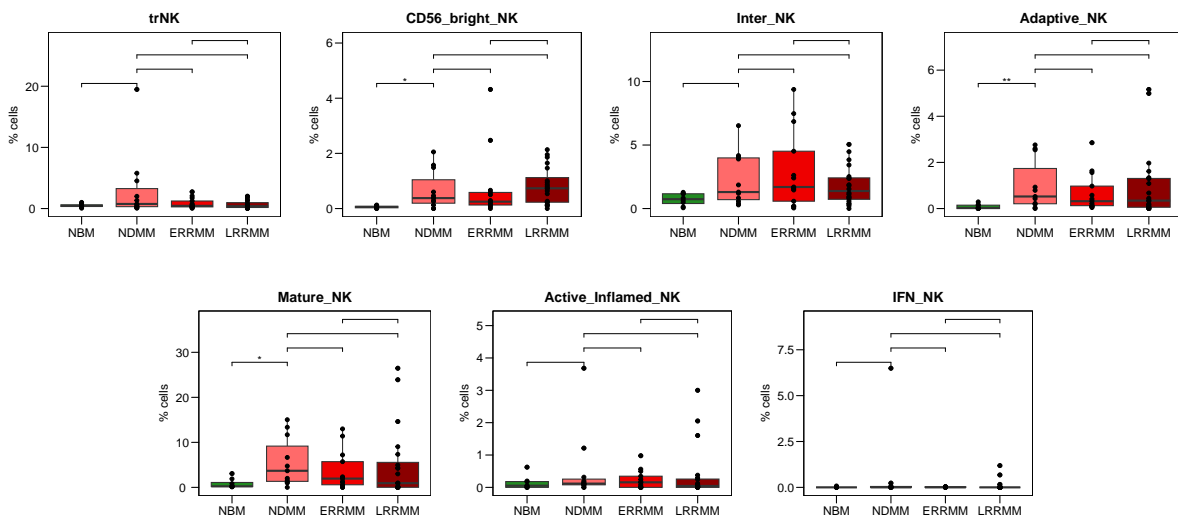 trNK
CD56_bright_NK
Inter_NK
Adaptive_NK
% cells
20
10
0
NBM NDMM ERRMM LRRMM
% cells
6
4
2
0
*
NBM NDMM ERRMM LRRMM
% cells
10
5
0
NBM NDMM ERRMM LRRMM
% cells
6
4
2
0
**
NBM NDMM ERRMM LRRMM
Mature_NK
Active_Inflamed_NK
IFN_NK
% cells
30
20
10
0
*
NBM NDMM ERRMM LRRMM
% cells
5
4
3
2
1
0
NBM NDMM ERRMM LRRMM
% cells
7.5
5.0
2.5
0.0
NBM NDMM ERRMM LRRMM